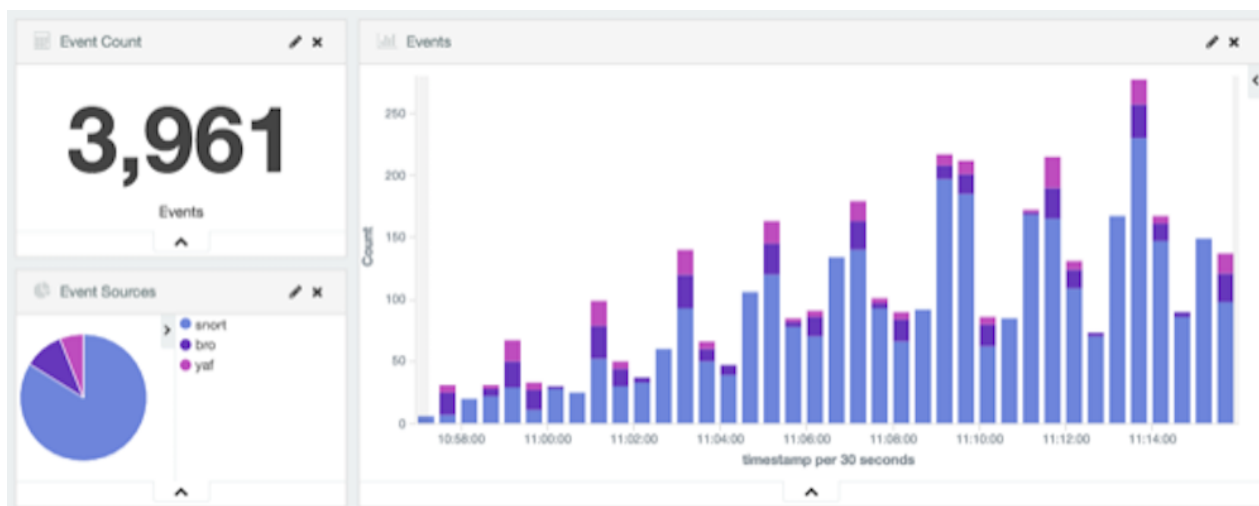 Event Count
3,961
Events
Event Sources
snort
bro
yaf
Events
Count
250
200
150
100
50
0
10:58:00 11:00:00 11:02:00 11:04:00 11:06:00 11:08:00 11:10:00 11:12:00 11:14:00
timestamp per 30 seconds